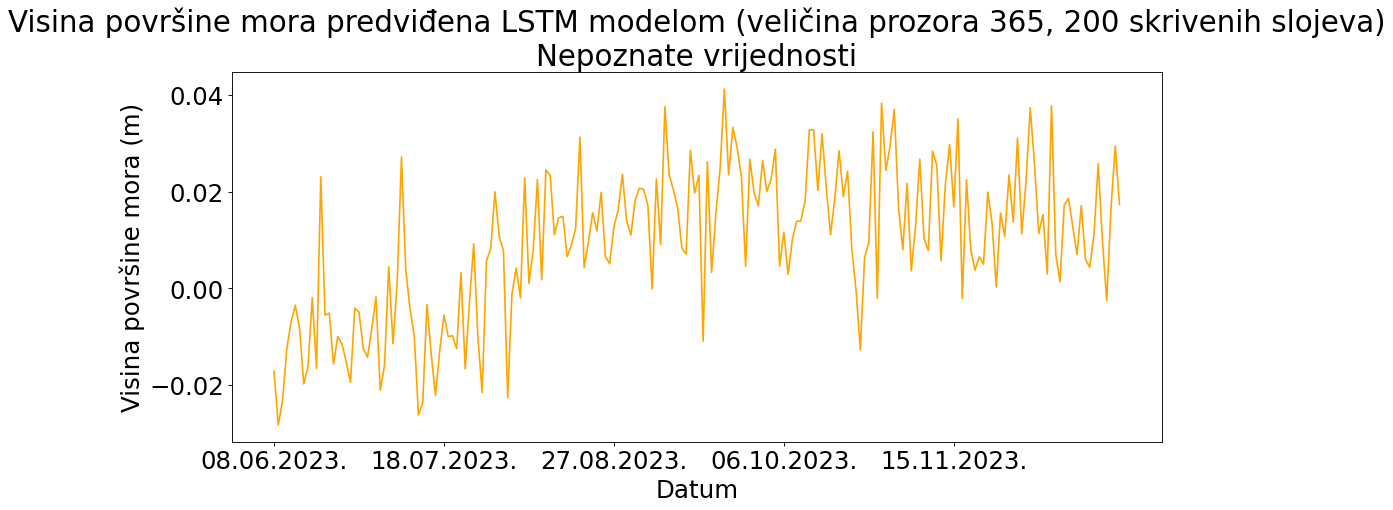 Visina površine mora predviđena LSTM modelom (veličina prozora 365, 200 skrivenih slojeva)
Nepoznate vrijednosti
Visina površine mora (m)
0.04
0.02
0.00
−0.02
08.06.2023. 18.07.2023. 27.08.2023. 06.10.2023. 15.11.2023.
Datum